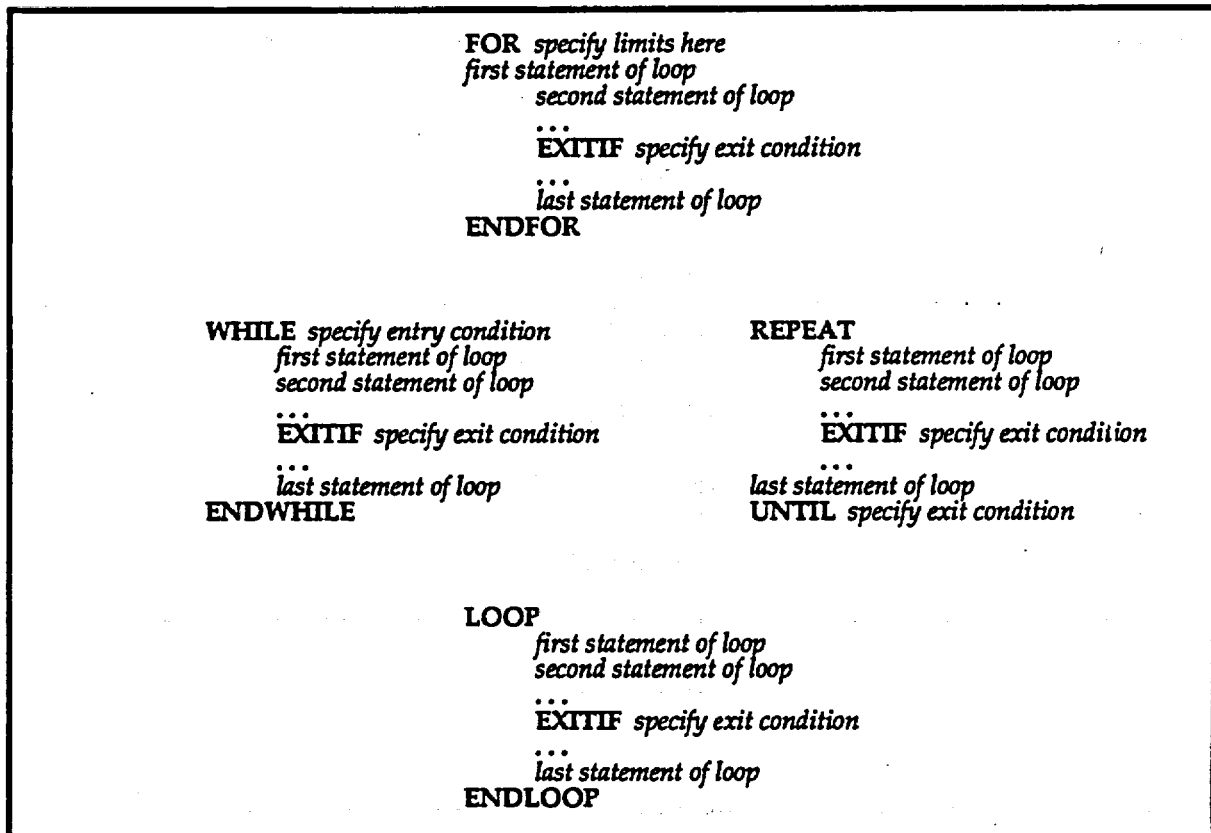 FOR specify limits here
first statement of loop
second statement of loop
...
EXITIF specify exit condition
...
last statement of loop
ENDFOR
WHILE specify entry condition
first statement of loop
second statement of loop
...
EXITIF specify exit condition
...
last statement of loop
ENDWHILE
REPEAT
first statement of loop
second statement of loop
...
EXITIF specify exit condition
...
last statement of loop
UNTIL specify exit condition
LOOP
first statement of loop
second statement of loop
...
EXITIF specify exit condition
...
last statement of loop
ENDLOOP